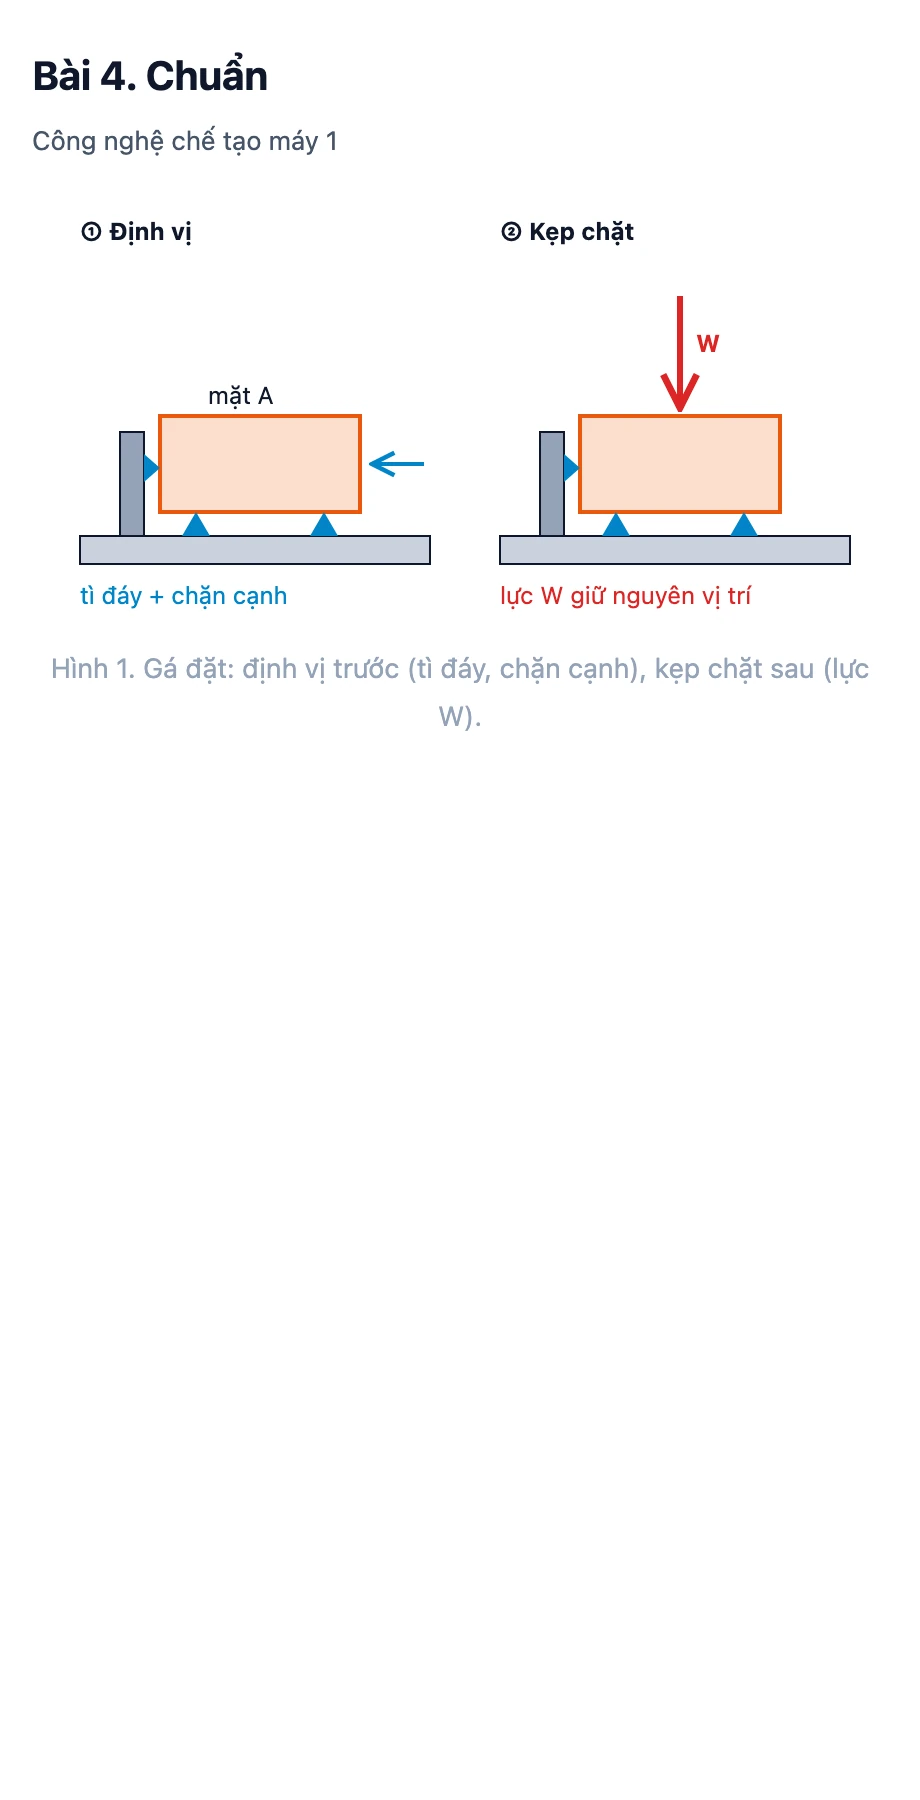 Bài 4. Chuẩn
Công nghệ chế tạo máy 1
① Định vị
② Kẹp chặt
W
mặt A
tì đáy + chặn cạnh
lực W giữ nguyên vị trí
Hình 1. Gá đặt: định vị trước (tì đáy, chặn cạnh), kẹp chặt sau (lực
W).